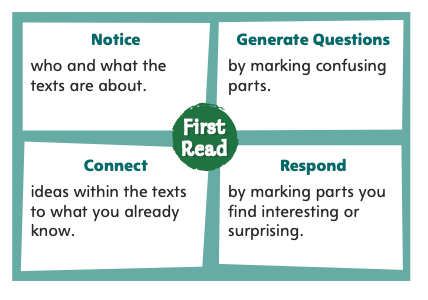 Notice
who and what the
texts are about.
Generate Questions
by marking confusing
parts.
First
Read
Connect
ideas within the texts
to what you already
know.
Respond
by marking parts you
find interesting or
surprising.